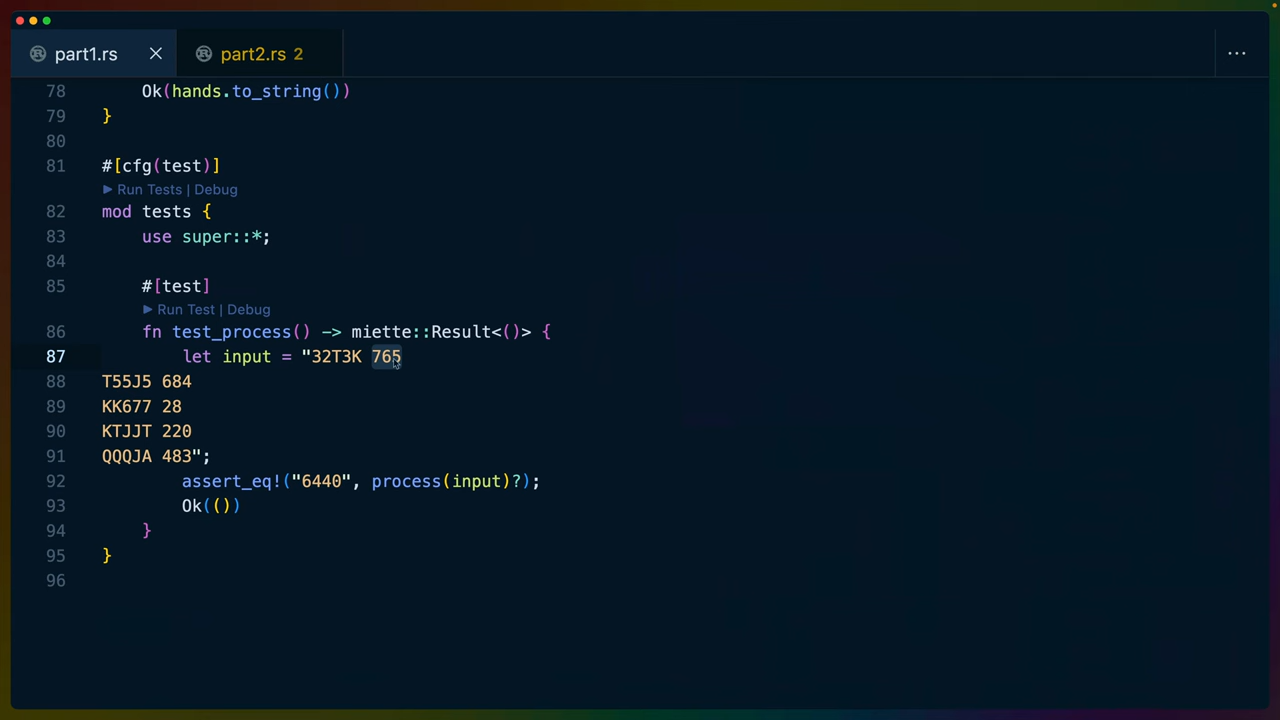 part1.rs
part2.rs 2
78 Ok(hands.to_string())
79 }
80
81 #[cfg(test)]
Run Tests | Debug
82 mod tests {
83 use super::*;
84
85 #[test]
Run Test | Debug
86 fn test_process() -> miette::Result<()> {
87 let input = "32T3K 765
88 T55J5 684
89 KK677 28
90 KTJJT 220
91 QQQJA 483";
92 assert_eq!("6440", process(input)?);
93 Ok(())
94 }
95 }
96